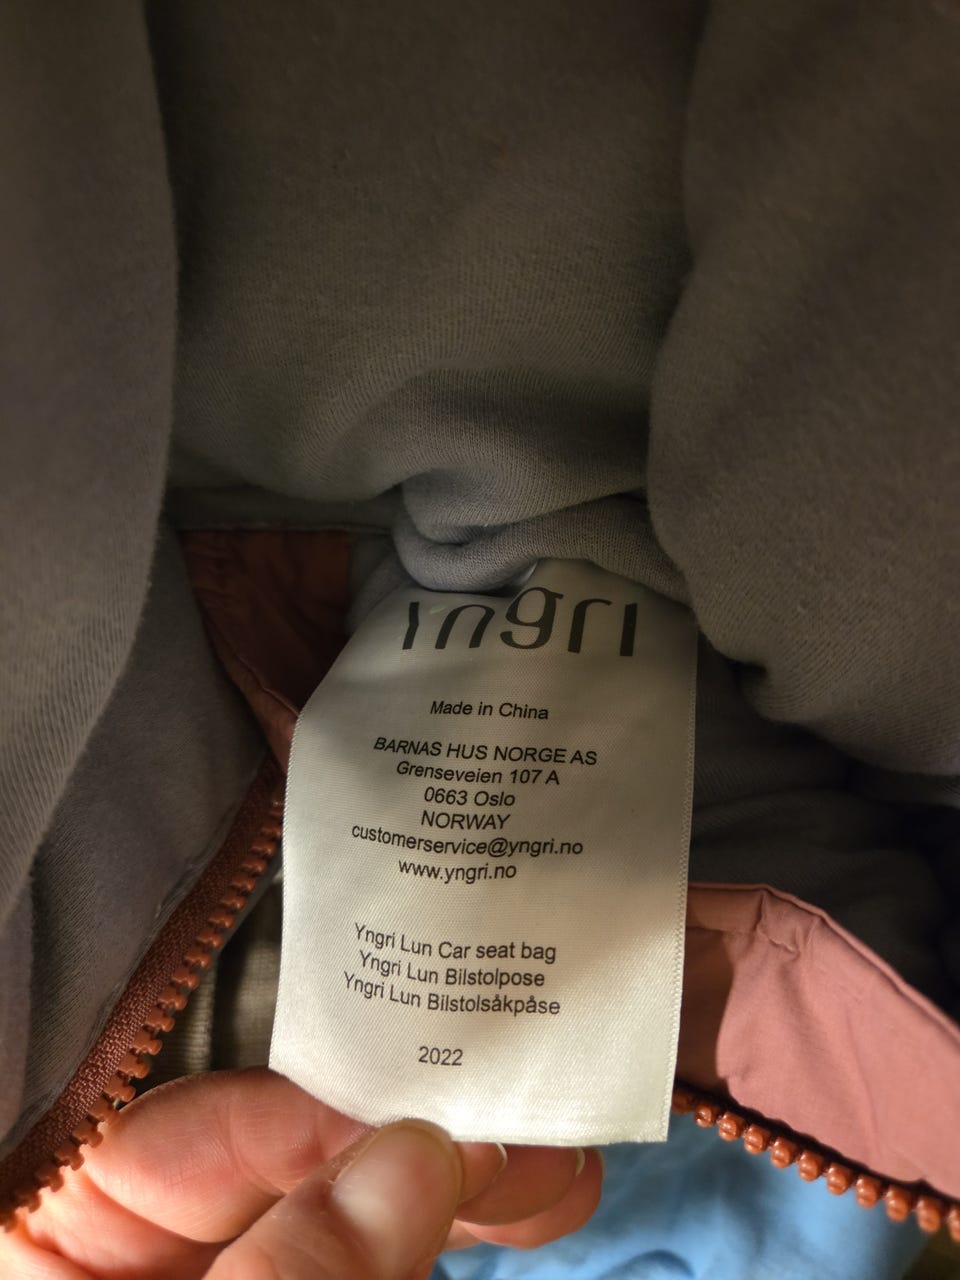 Yngri
Made in China
BARNAS HUS NORGE AS
Grenseveien 107 A
0663 Oslo
NORWAY
customerservice@yngri.no
www.yngri.no
Yngri Lun Car seat bag
Yngri Lun Bilstolpose
Yngri Lun Bilstolsåkpåse
2022